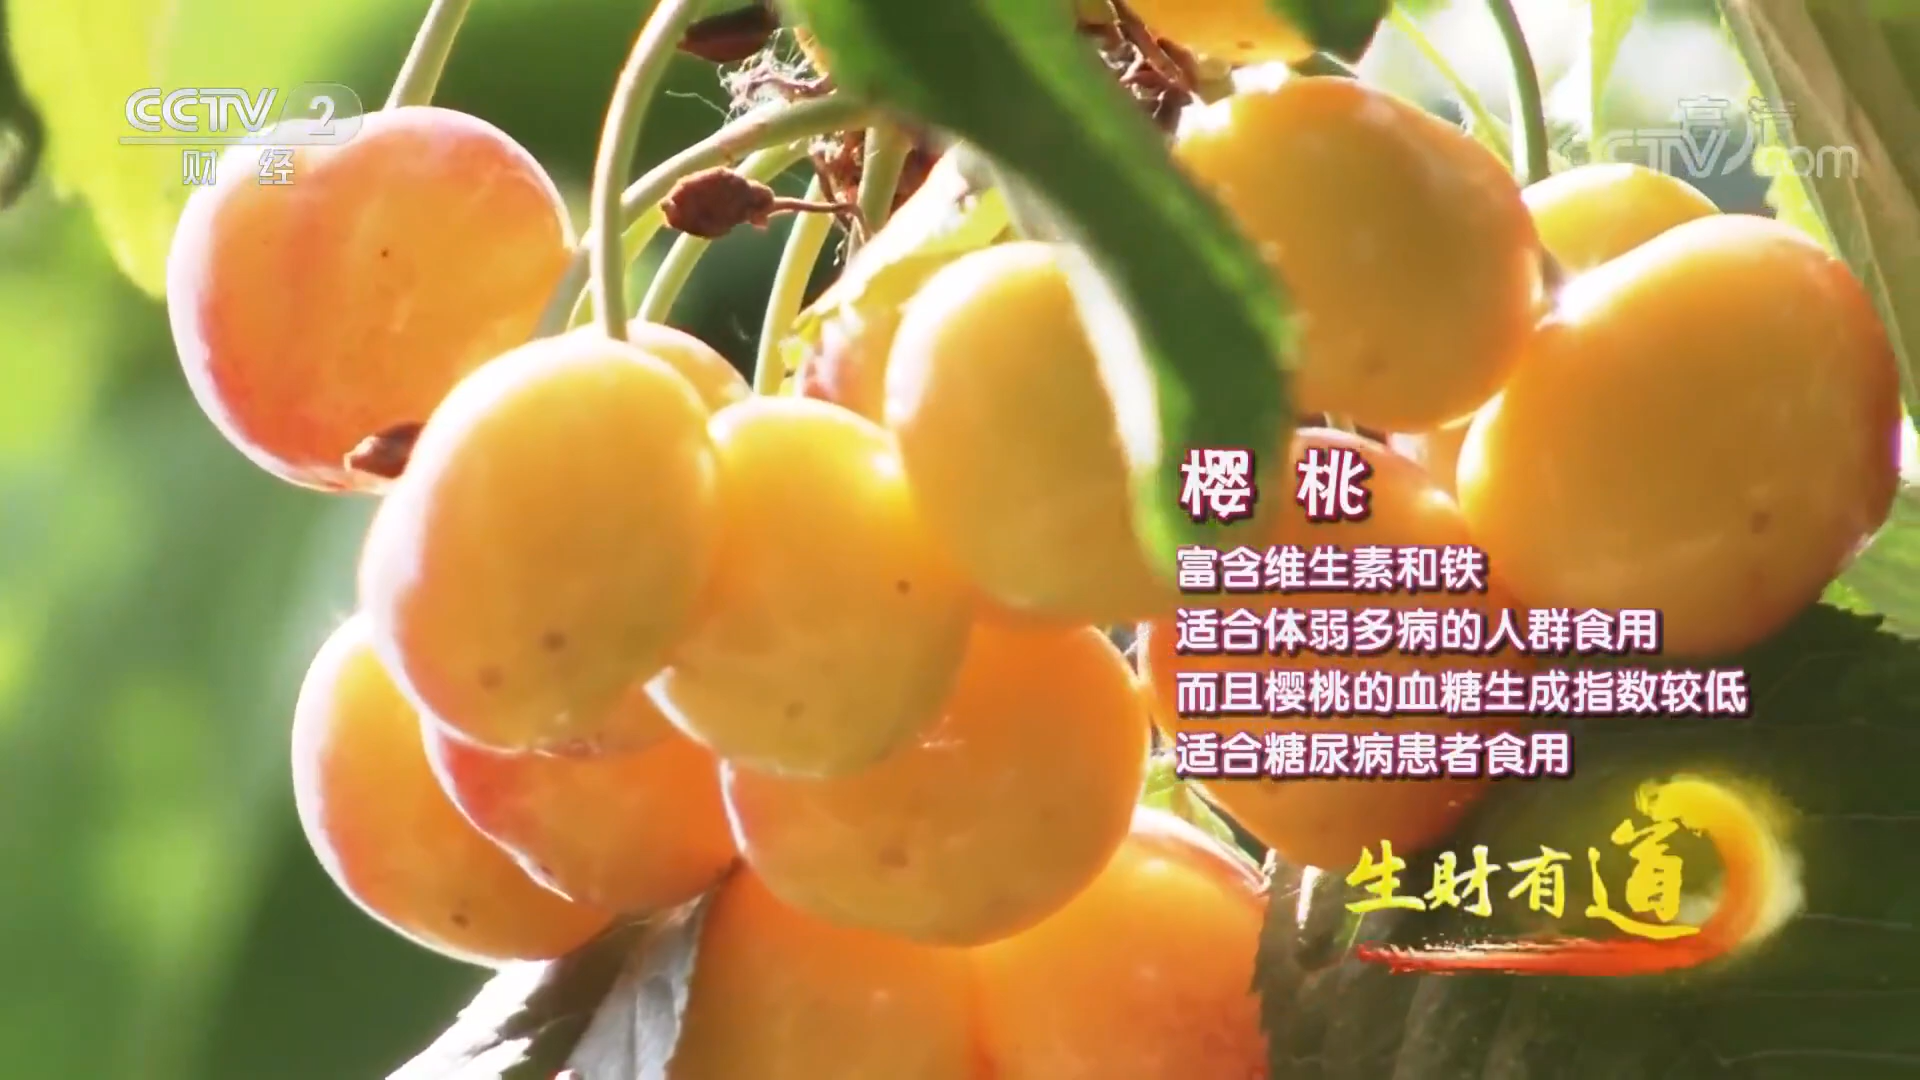 CCTV 2
财 经
高清
CCTV.com
樱 桃
富含维生素和铁
适合体弱多病的人群食用
而且樱桃的血糖生成指数较低
适合糖尿病患者食用
生财有道